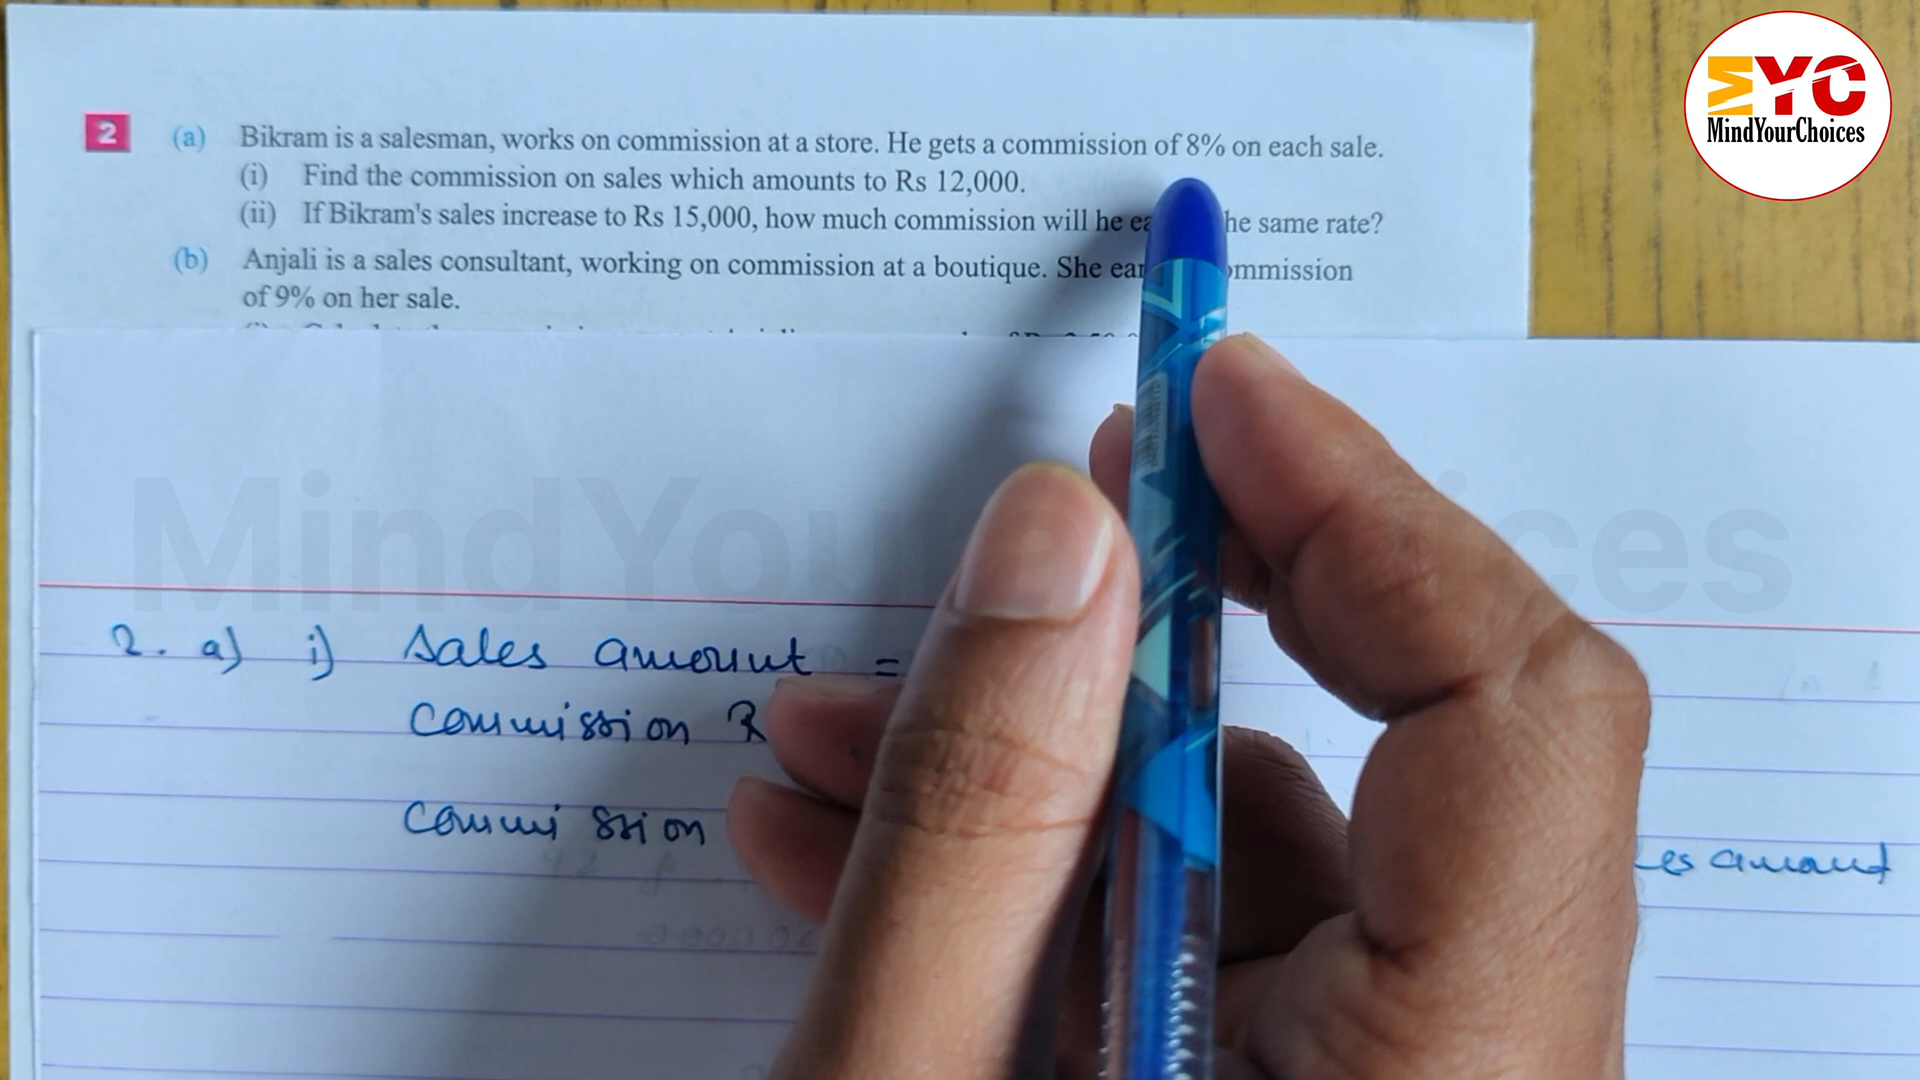 MYC
MindYourChoices
2 (a) Bikram is a salesman, works on commission at a store. He gets a commission of 8% on each sale.
(i) Find the commission on sales which amounts to Rs 12,000.
(ii) If Bikram's sales increase to Rs 15,000, how much commission will he he same rate?
(b) Anjali is a sales consultant, working on commission at a boutique. She mmission
of 9% on her sale.
2. a) i) Sales amount =
Commission R
Commission es amount